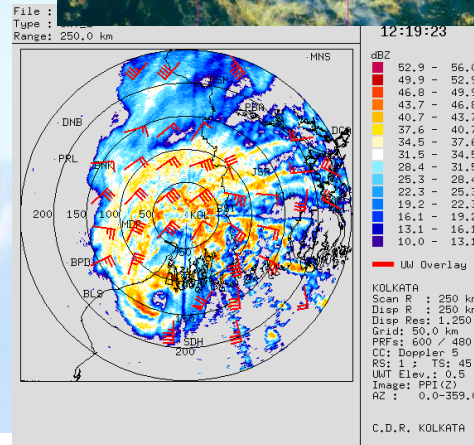 File :
Type :
Range: 250.0 km
12:19:23
MNS
DNB
PBN
PRL
JSR
200 150 100 50 KOL
MDP
BPD
BLS
50
SDH
200
dBZ
52.9 - 56.0
49.9 - 52.9
46.8 - 49.9
43.7 - 46.8
40.7 - 43.7
37.6 - 40.7
34.5 - 37.6
31.5 - 34.5
28.4 - 31.5
25.3 - 28.4
22.3 - 25.3
19.2 - 22.3
16.1 - 19.2
13.1 - 16.1
10.0 - 13.1
UW Overlay
KOLKATA
Scan R : 250 km
Disp R : 250 km
Disp Res: 1.250
Grid: 50.0 km
PRFs: 600 / 480
CC: Doppler 5
RS: 1 ; TS: 45
UWT Elev.: 0.5
Image: PPI(Z)
AZ : 0.0-359.0
C.D.R. KOLKATA